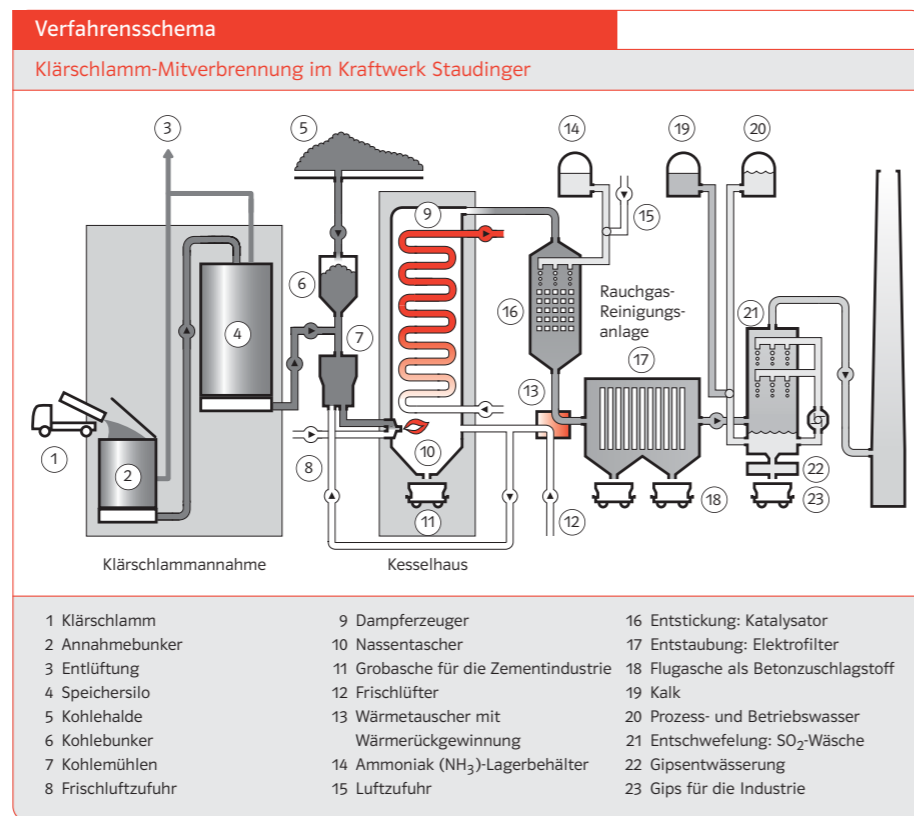 Verfahrensschema
Klärschlamm-Mitverbrennung im Kraftwerk Staudinger
3
5
14
19
20
9
15
6
16
Rauchgas-
Reinigungs-
anlage
21
4
7
17
13
1
2
8
10
22
11
12
18
23
Klärschlammannahme
Kesselhaus
1 Klärschlamm
2 Annahmebunker
3 Entlüftung
4 Speichersilo
5 Kohlehalde
6 Kohlebunker
7 Kohlemühlen
8 Frischluftzufuhr
9 Dampferzeuger
10 Nassentascher
11 Grobasche für die Zementindustrie
12 Frischlüfter
13 Wärmetauscher mit
Wärmerückgewinnung
14 Ammoniak (NH3)-Lagerbehälter
15 Luftzufuhr
16 Entstickung: Katalysator
17 Entstaubung: Elektrofilter
18 Flugasche als Betonzuschlagstoff
19 Kalk
20 Prozess- und Betriebswasser
21 Entschwefelung: SO2-Wäsche
22 Gipsentwässerung
23 Gips für die Industrie